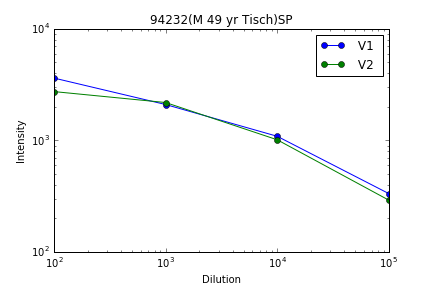 94232(M 49 yr Tisch)SP
10^4
10^3
10^2
Intensity
V1
V2
10^2 10^3 10^4 10^5
Dilution